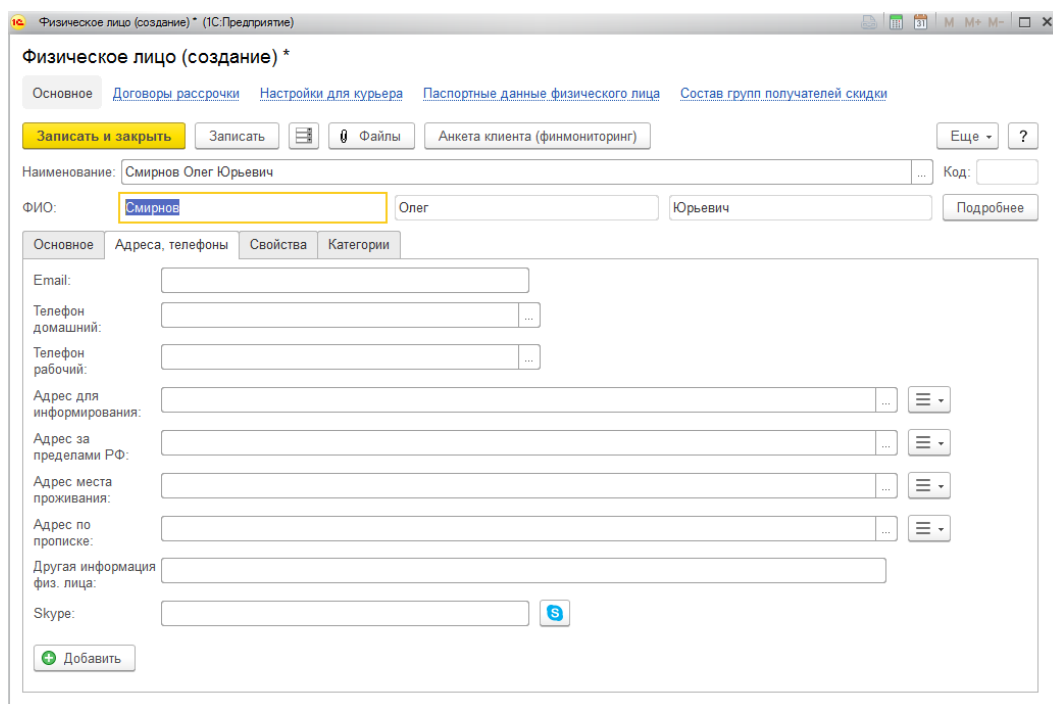 1С Физическое лицо (создание) * (1С:Предприятие) 31 M M+ M-
Физическое лицо (создание) *
Основное Договоры рассрочки Настройки для курьера Паспортные данные физического лица Состав групп получателей скидки
Записать и закрыть Записать Файлы Анкета клиента (финмониторинг) Еще ?
Наименование: Смирнов Олег Юрьевич ... Код:
ФИО: Смирнов Олег Юрьевич Подробнее
Основное Адреса, телефоны Свойства Категории
Email:
Телефон
домашний: ...
Телефон
рабочий: ...
Адрес для
информирования: ...
Адрес за
пределами РФ: ...
Адрес места
проживания: ...
Адрес по
прописке: ...
Другая информация
физ. лица:
Skype: S
Добавить